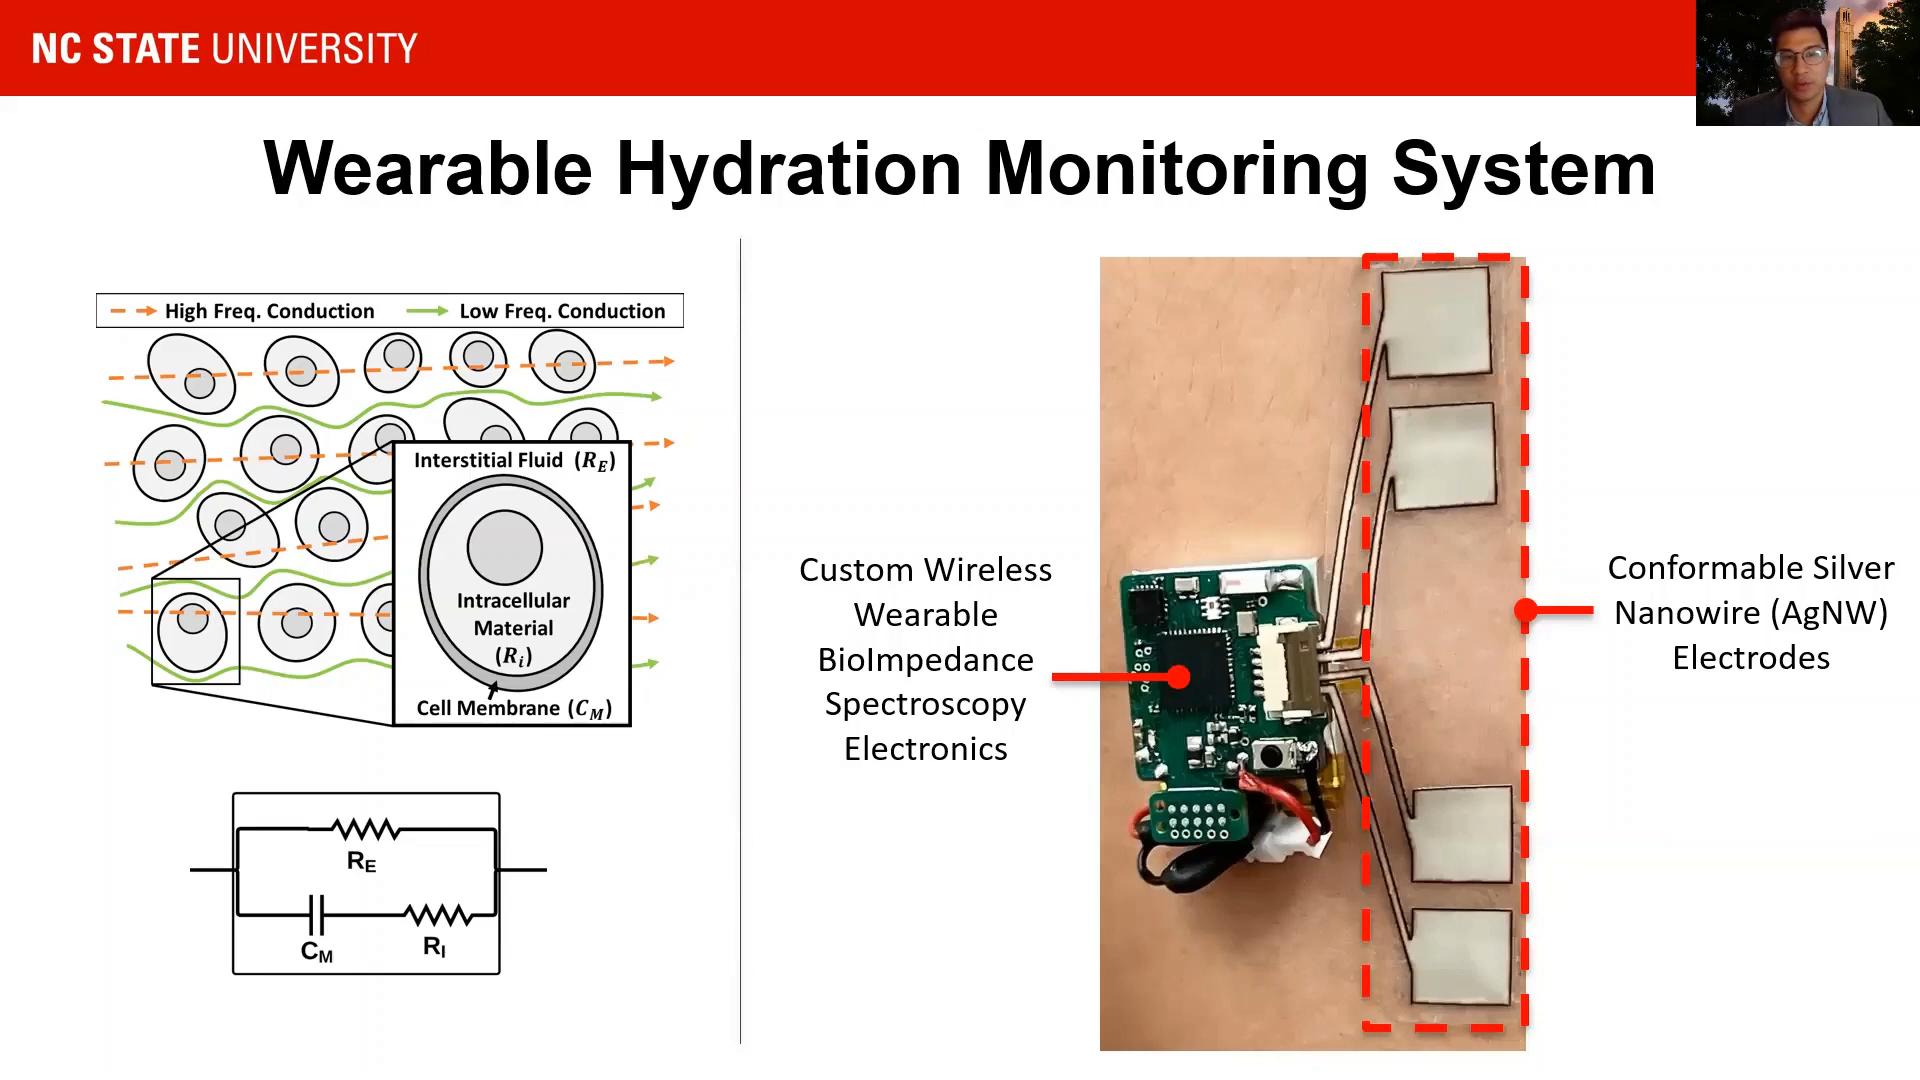 NC STATE UNIVERSITY
Wearable Hydration Monitoring System
High Freq. Conduction
Low Freq. Conduction
Interstitial Fluid (R_E)
Intracellular
Material
(R_i)
Cell Membrane (C_M)
R_E
C_M
R_I
Custom Wireless
Wearable
BioImpedance
Spectroscopy
Electronics
Conformable Silver
Nanowire (AgNW)
Electrodes